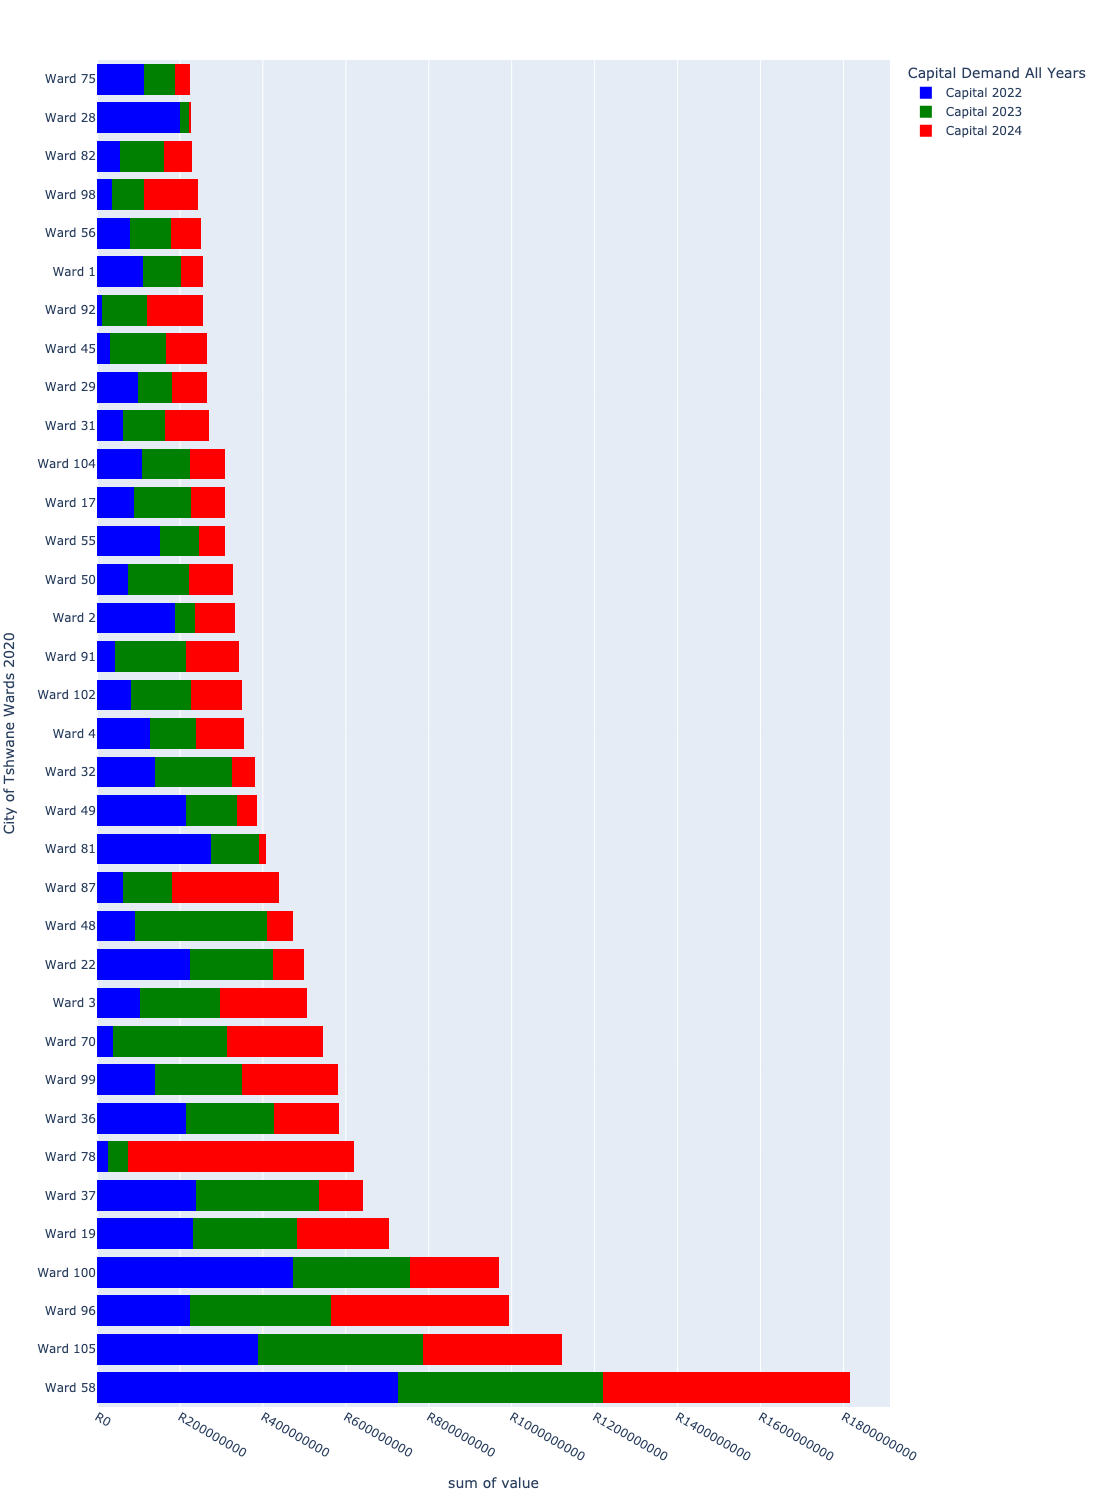 Capital Demand All Years
Capital 2022
Capital 2023
Capital 2024
City of Tshwane Wards 2020
Ward 75
Ward 28
Ward 82
Ward 98
Ward 56
Ward 1
Ward 92
Ward 45
Ward 29
Ward 31
Ward 104
Ward 17
Ward 55
Ward 50
Ward 2
Ward 91
Ward 102
Ward 4
Ward 32
Ward 49
Ward 81
Ward 87
Ward 48
Ward 22
Ward 3
Ward 70
Ward 99
Ward 36
Ward 78
Ward 37
Ward 19
Ward 100
Ward 96
Ward 105
Ward 58
R0
R200000000
R400000000
R600000000
R800000000
R1000000000
R1200000000
R1400000000
R1600000000
R1800000000
sum of value